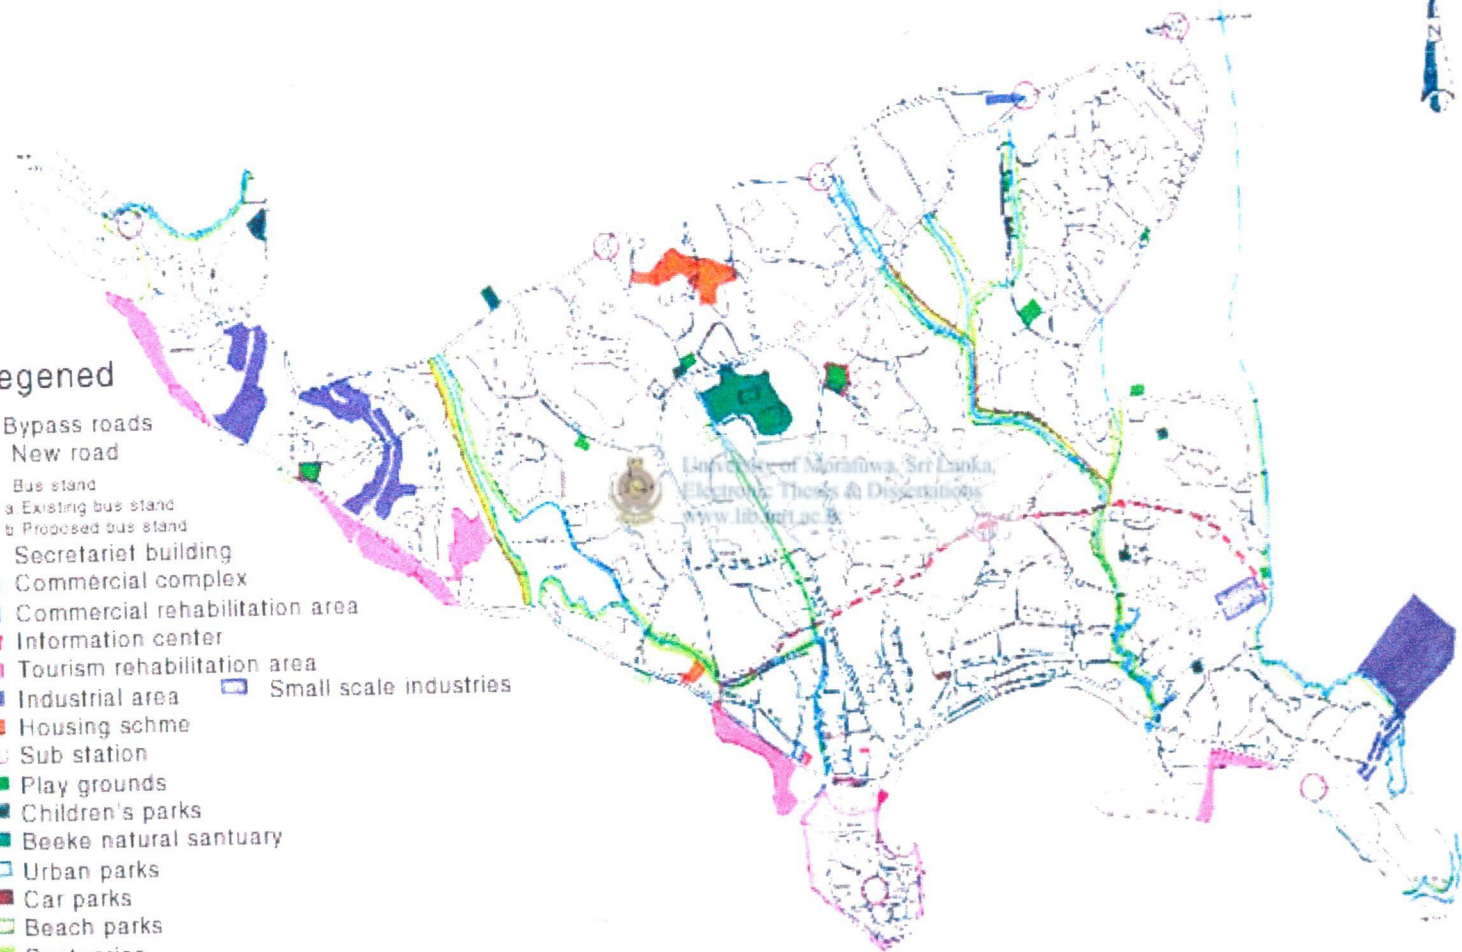 N
egened
Bypass roads
New road
Bus stand
a Existing bus stand
b Proposed bus stand
Secretariet building
Commercial complex
Commercial rehabilitation area
Information center
Tourism rehabilitation area
Industrial area
Small scale industries
Housing schme
Sub station
Play grounds
Children's parks
Beeke natural santuary
Urban parks
Car parks
Beach parks
University of Moratuwa, Sri Lanka.
Electronic Theses & Dissertations
www.lib.mrt.ac.lk